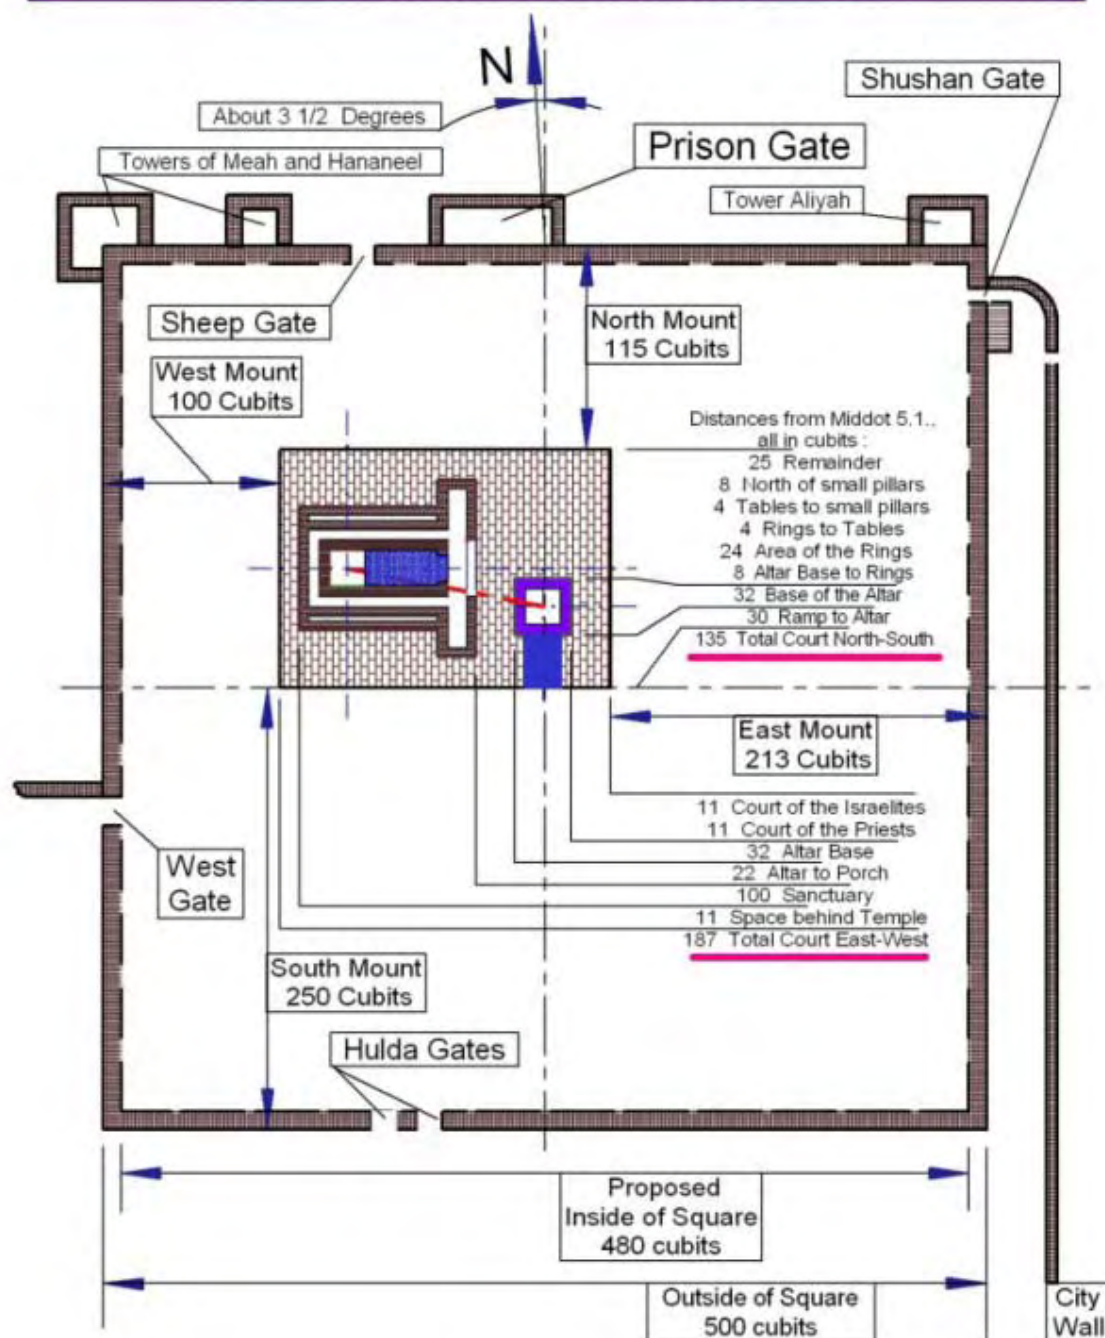 N
Shushan Gate
About 3 1/2 Degrees
Prison Gate
Towers of Meah and Hananeel
Tower Aliyah
Sheep Gate
North Mount
115 Cubits
West Mount
100 Cubits
Distances from Middot 5.1.,
all in cubits :
25 Remainder
8 North of small pillars
4 Tables to small pillars
4 Rings to Tables
24 Area of the Rings
8 Altar Base to Rings
32 Base of the Altar
30 Ramp to Altar
135 Total Court North-South
East Mount
213 Cubits
11 Court of the Israelites
11 Court of the Priests
32 Altar Base
22 Altar to Porch
100 Sanctuary
11 Space behind Temple
187 Total Court East-West
West
Gate
South Mount
250 Cubits
Hulda Gates
Proposed
Inside of Square
480 cubits
Outside of Square
500 cubits
City
Wall